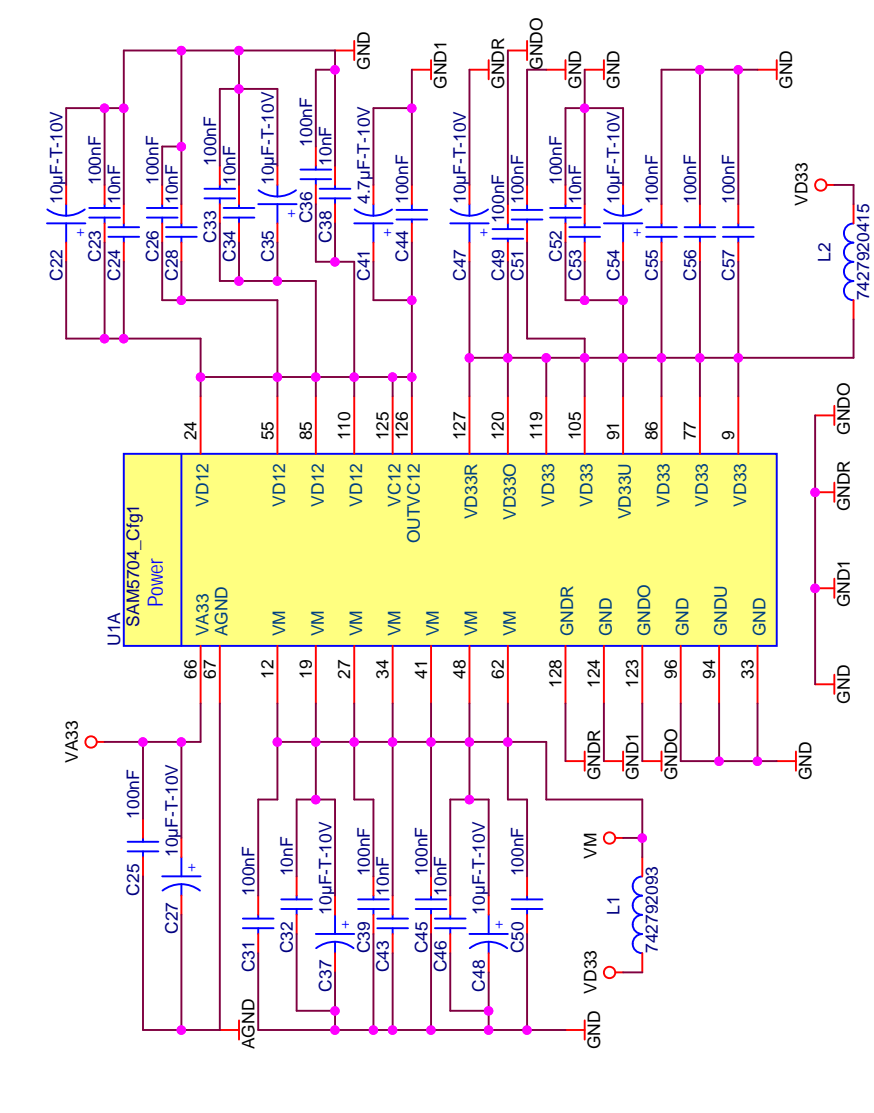 C22
10µF-T-10V
C23
100nF
C24
10nF
C26
100nF
C28
10nF
C33
100nF
C34
10nF
C35
10µF-T-10V
C36
100nF
C38
10nF
GND
C41
4.7µF-T-10V
C44
100nF
GND1
C47
10µF-T-10V
GNDR
C49
100nF
GNDO
C51
100nF
GND
C52
10nF
C53
100nF
GND
C54
10µF-T-10V
C55
100nF
C56
100nF
C57
100nF
GND
VD33
L2
7427920415
+
+
+
+
+
24
55
85
110
125
126
127
120
119
105
91
86
77
9
VD12
VD12
VD12
VD12
VC12
OUTVC12
VD33R
VD33O
VD33
VD33
VD33U
VD33
VD33
VD33
U1A
SAM5704_Cfg1
Power
VA33
AGND
VM
VM
VM
VM
VM
VM
VM
GNDR
GND
GNDO
GND
GNDU
GND
66
67
12
19
27
34
41
48
62
128
124
123
96
94
33
GNDO
GNDR
GND1
GND
VA33
C25
100nF
C27
10µF-T-10V
+
AGND
GNDR
GND1
GNDO
GND
C31
100nF
C32
10nF
C37
10µF-T-10V
+
C39
100nF
C43
10nF
C45
100nF
C46
10nF
C48
10µF-T-10V
+
C50
100nF
GND
VM
VD33
L1
742792093